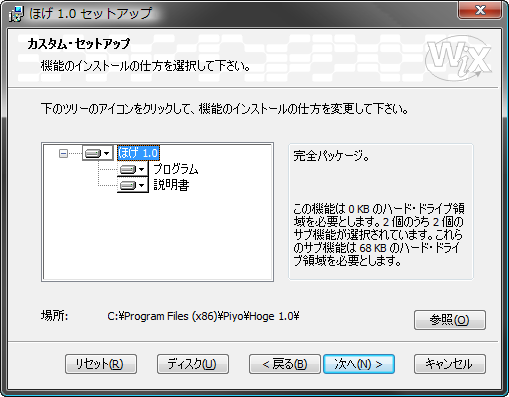 ほげ 1.0 セットアップ
カスタム・セットアップ
機能のインストールの仕方を選択して下さい。
WiX
下のツリーのアイコンをクリックして、機能のインストールの仕方を変更して下さい。
ほげ 1.0
プログラム
説明書
完全パッケージ。
この機能は 0 KB のハード・ドライブ領
域を必要とします。2 個のうち 2 個の
サブ機能が選択されています。これら
のサブ機能は 68 KB のハード・ドライ
ブ領域を必要とします。
場所: C:¥Program Files (x86)¥Piyo¥Hoge 1.0¥
参照(O)
リセット(R) ディスク(U) < 戻る(B) 次へ(N) > キャンセル